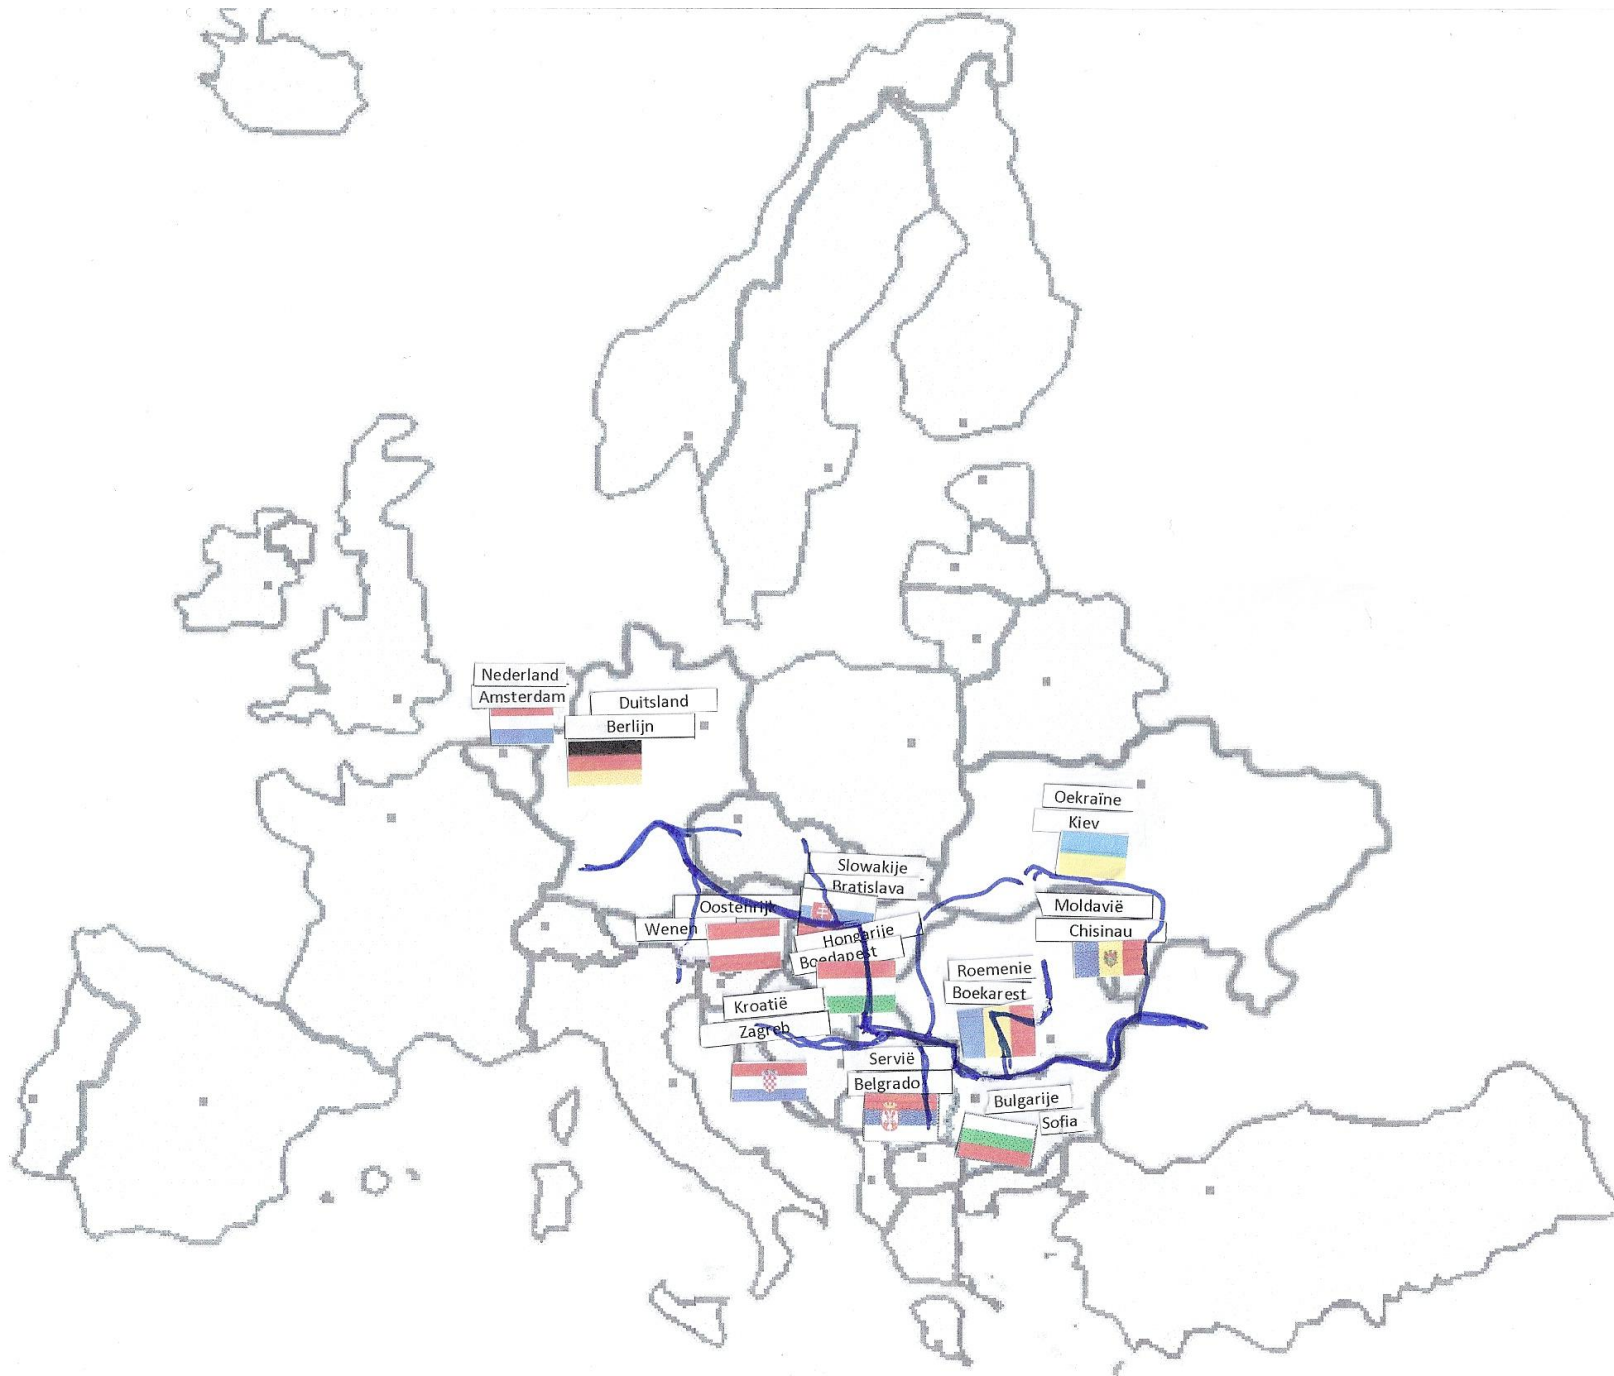 Nederland
Amsterdam
Duitsland
Berlijn
Oekraïne
Kiev
Slowakije
Bratislava
Oostenrijk
Wenen
Hongarije
Boedapest
Moldavië
Chisinau
Roemenie
Boekarest
Kroatië
Zagreb
Servië
Belgrado
Bulgarije
Sofia